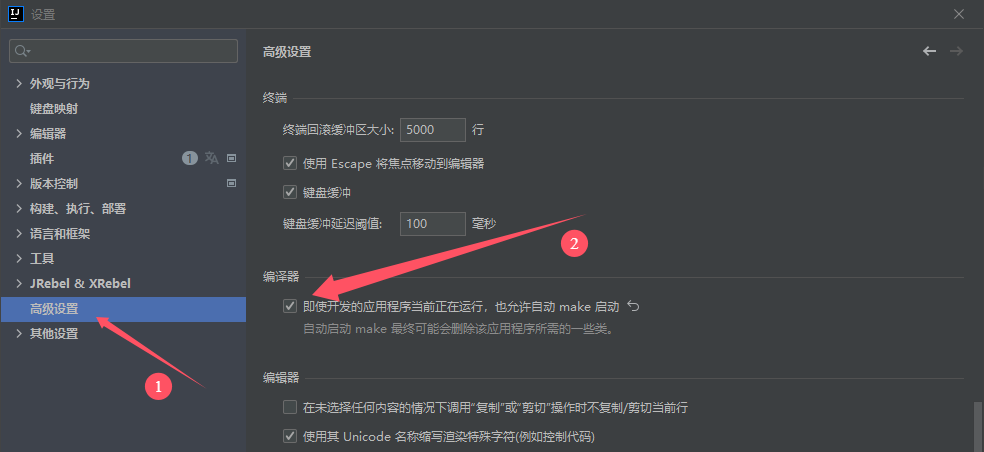 设置
外观与行为
键盘映射
编辑器
插件 1
版本控制
构建、执行、部署
语言和框架
工具
JRebel & XRebel
高级设置
其他设置
1
高级设置
终端
终端回滚缓冲区大小: 5000 行
使用 Escape 将焦点移动到编辑器
键盘缓冲
键盘缓冲延迟阈值: 100 毫秒
2
编译器
即使开发的应用程序当前正在运行，也允许自动 make 启动
自动启动 make 最终可能会删除该应用程序所需的一些类。
编辑器
在未选择任何内容的情况下调用“复制”或“剪切”操作时不复制/剪切当前行
使用其 Unicode 名称缩写渲染特殊字符(例如控制代码)